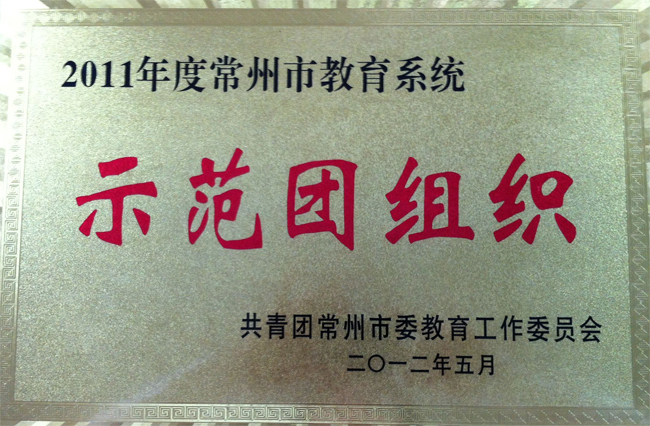 2011年度常州市教育系统
示范团组织
共青团常州市委教育工作委员会
二〇一二年五月